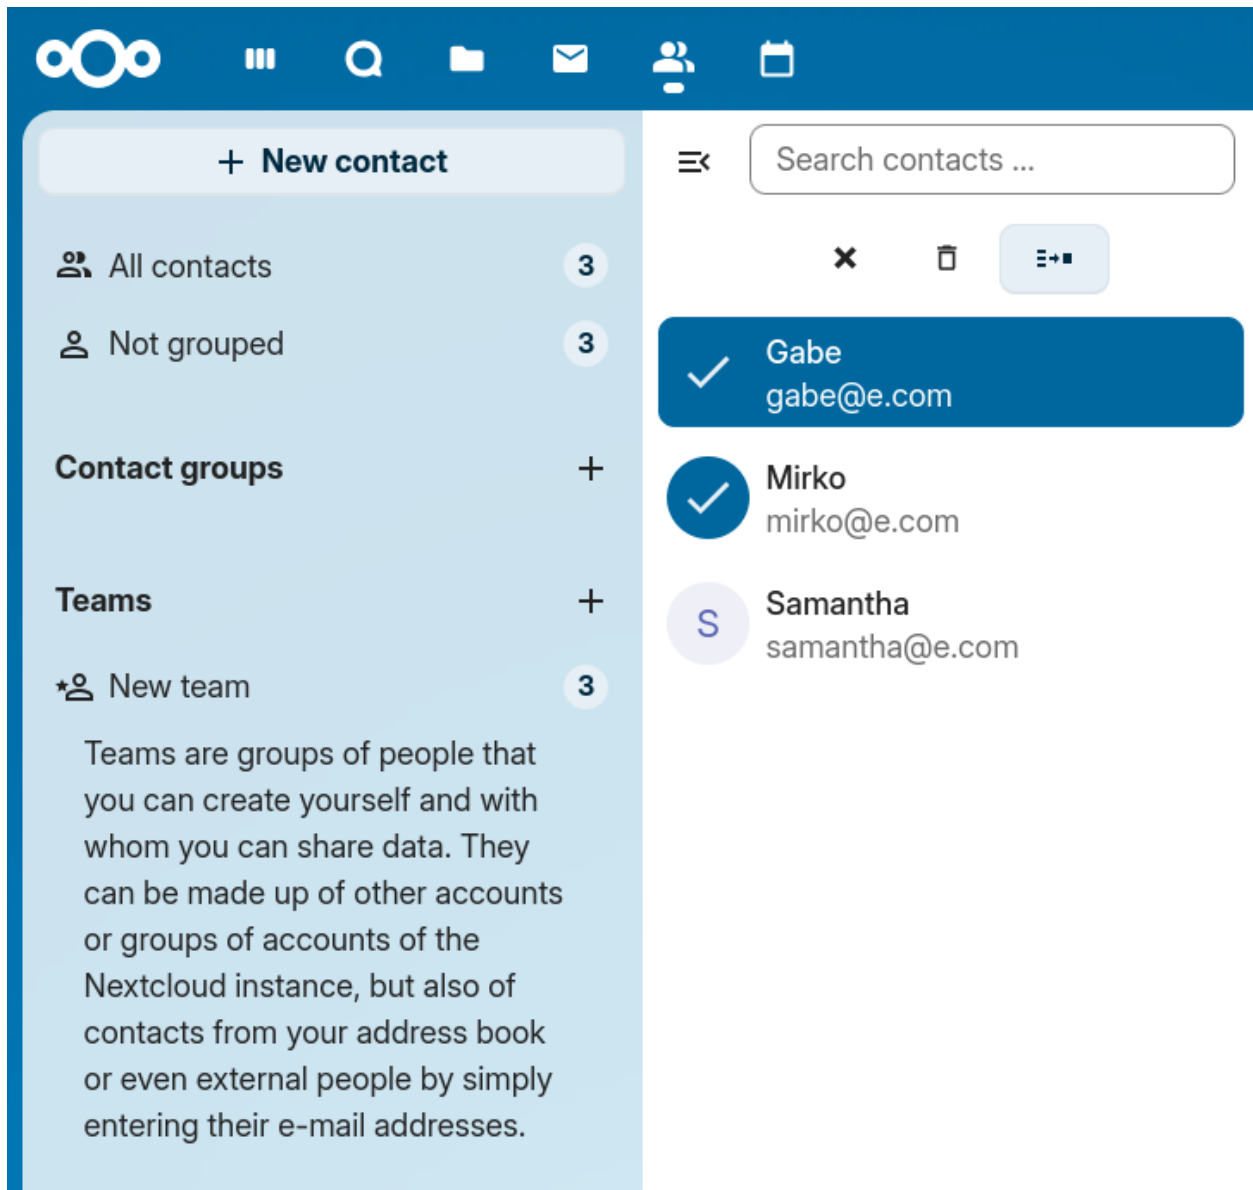 + New contact
All contacts 3
Not grouped 3
Contact groups +
Teams +
New team 3
Teams are groups of people that
you can create yourself and with
whom you can share data. They
can be made up of other accounts
or groups of accounts of the
Nextcloud instance, but also of
contacts from your address book
or even external people by simply
entering their e-mail addresses.
Search contacts ...
Gabe
gabe@e.com
Mirko
mirko@e.com
S
Samantha
samantha@e.com